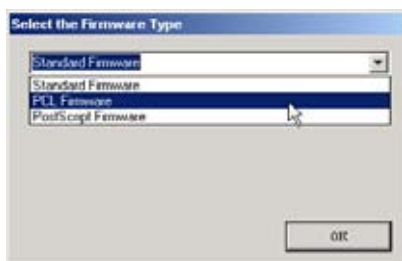 Select the Firmware Type
Standard Firmware
Standard Firmware
PCL Firmware
PostScript Firmware
OK